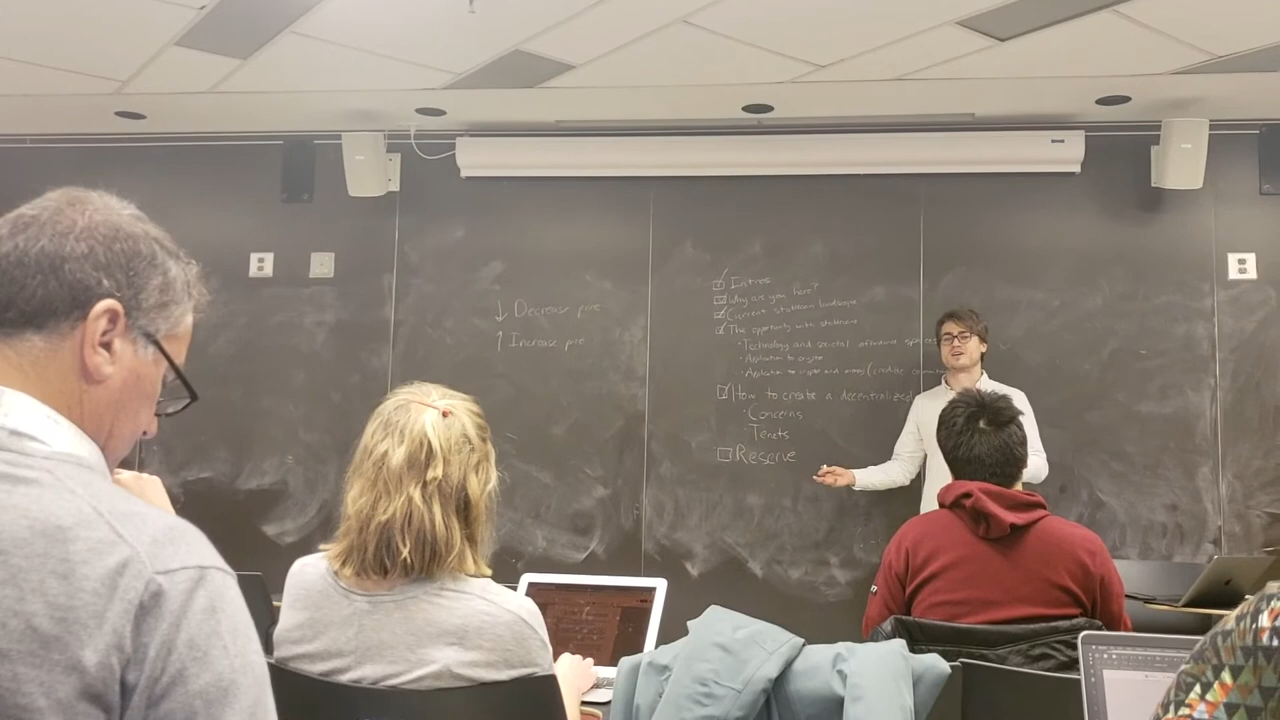 ↓ Decrease price
↑ Increase price
Intros
Why are you here?
Current stablecoin landscape
The opportunity with stablecoins
· Technology and societal affordance
· Application to crypto
· Application to crypto and
How to create a decentralized
· Concerns
· Tenets
Reserve